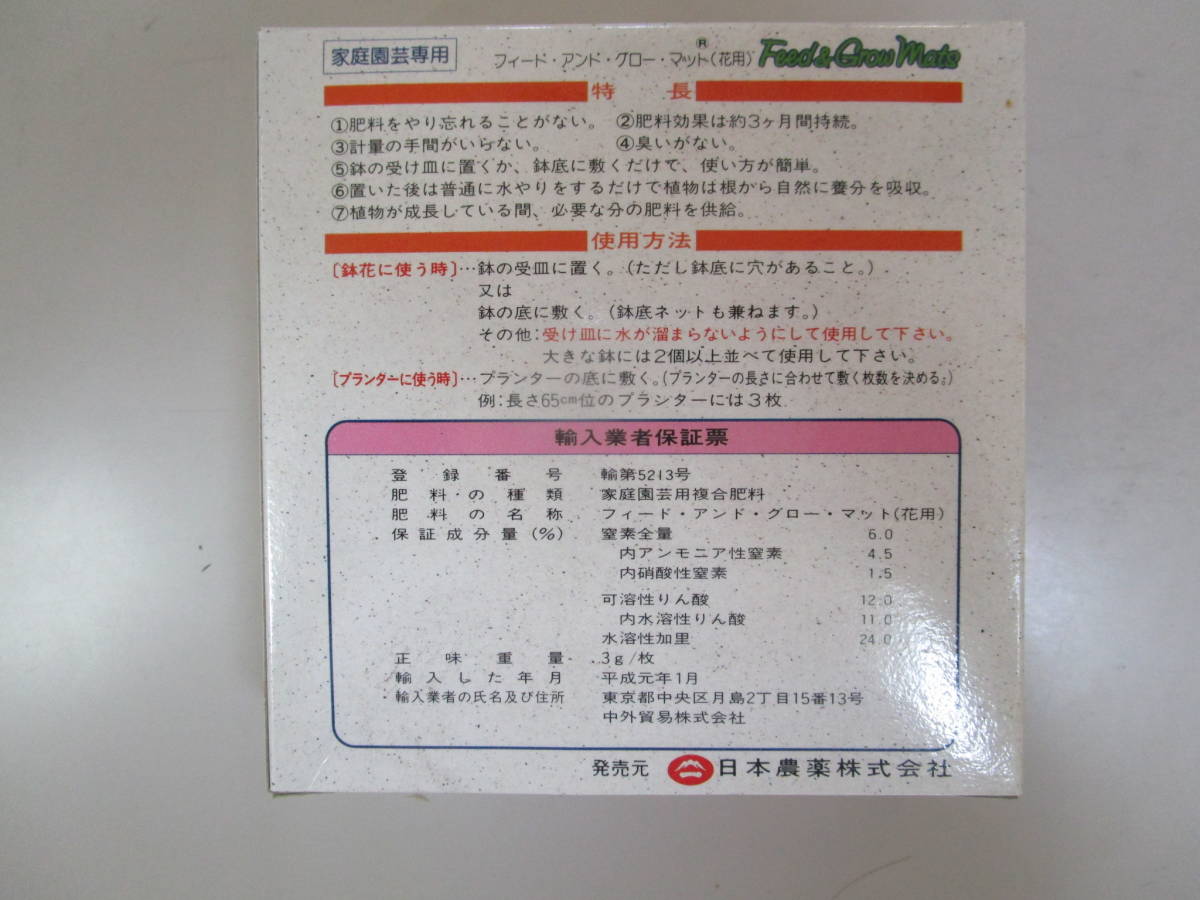 家庭園芸専用 フィード・アンド・グロー・マット®(花用) Feed & Grow Mats
特 長
①肥料をやり忘れることがない。 ②肥料効果は約3ヶ月間持続。
③計量の手間がいらない。 ④臭いがない。
⑤鉢の受け皿に置くか、鉢底に敷くだけで、使い方が簡単。
⑥置いた後は普通に水やりをするだけで植物は根から自然に養分を吸収。
⑦植物が成長している間、必要な分の肥料を供給。
使用方法
〔鉢花に使う時〕…鉢の受皿に置く。(ただし鉢底に穴があること。)
又は
鉢の底に敷く。(鉢底ネットも兼ねます。)
その他:受け皿に水が溜まらないようにして使用して下さい。
大きな鉢には2個以上並べて使用して下さい。
〔プランターに使う時〕…プランターの底に敷く。(プランターの長さに合わせて敷く枚数を決める。)
例:長さ65cm位のプランターには3枚
輸入業者保証票
登録番号 輸第5213号
肥料の種類 家庭園芸用複合肥料
肥料の名称 フィード・アンド・グロー・マット(花用)
保証成分量(%) 窒素全量 6.0
内アンモニア性窒素 4.5
内硝酸性窒素 1.5
可溶性りん酸 12.0
内水溶性りん酸 11.0
水溶性加里 24.0
正味重量 3g/枚
輸入した年月 平成元年1月
輸入業者の氏名及び住所 東京都中央区月島2丁目15番13号
中外貿易株式会社
発売元 日本農薬株式会社